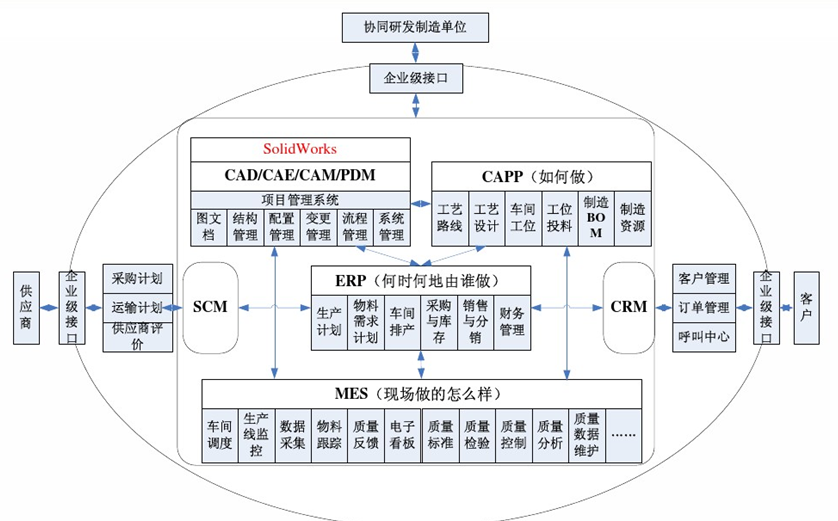 协同研发制造单位
企业级接口
SolidWorks
CAD/CAE/CAM/PDM
项目管理系统
图文
档
结构
管理
配置
管理
变更
管理
流程
管理
系统
管理
CAPP（如何做）
工艺
路线
工艺
设计
车间
工位
工位
投料
制造
BO
M
制造
资源
供
应
商
企
业
级
接
口
采购计划
运输计划
供应商评
价
SCM
ERP（何时何地由谁做）
生产
计划
物料
需求
计划
车间
排产
采购
与库
存
销售
与分
销
财务
管理
CRM
客户管理
订单管理
呼叫中心
企
业
级
接
口
客
户
MES（现场做的怎么样）
车间
调度
生产
线监
控
数据
采集
物料
跟踪
质量
反馈
电子
看板
质量
标准
质量
检验
质量
控制
质量
分析
质量
数据
维护
……